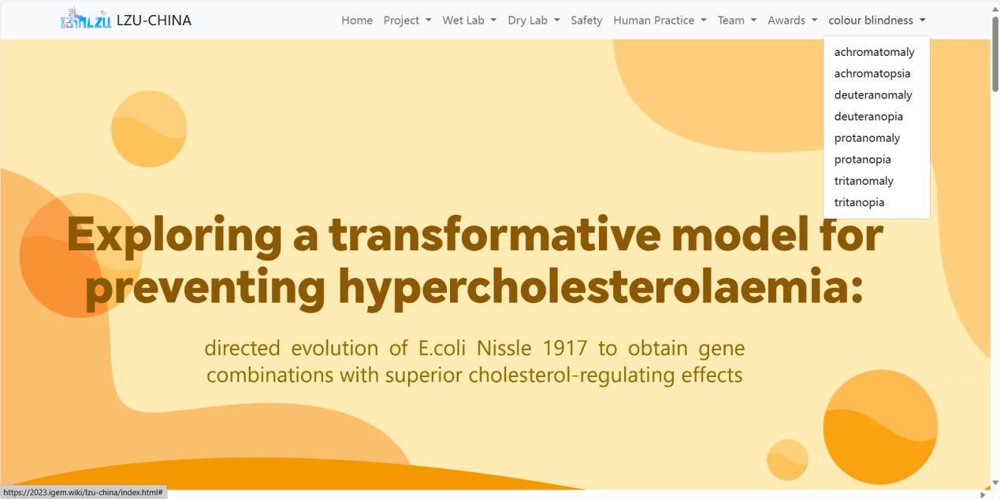 LZU LZU-CHINA Home Project Wet Lab Dry Lab Safety Human Practice Team Awards colour blindness
achromatomaly
achromatopsia
deuteranomaly
deuteranopia
protanomaly
protanopia
tritanomaly
tritanopia
Exploring a transformative model for
preventing hypercholesterolaemia:
directed evolution of E.coli Nissle 1917 to obtain gene
combinations with superior cholesterol-regulating effects
https://2023.igem.wiki/lzu-china/index.html#